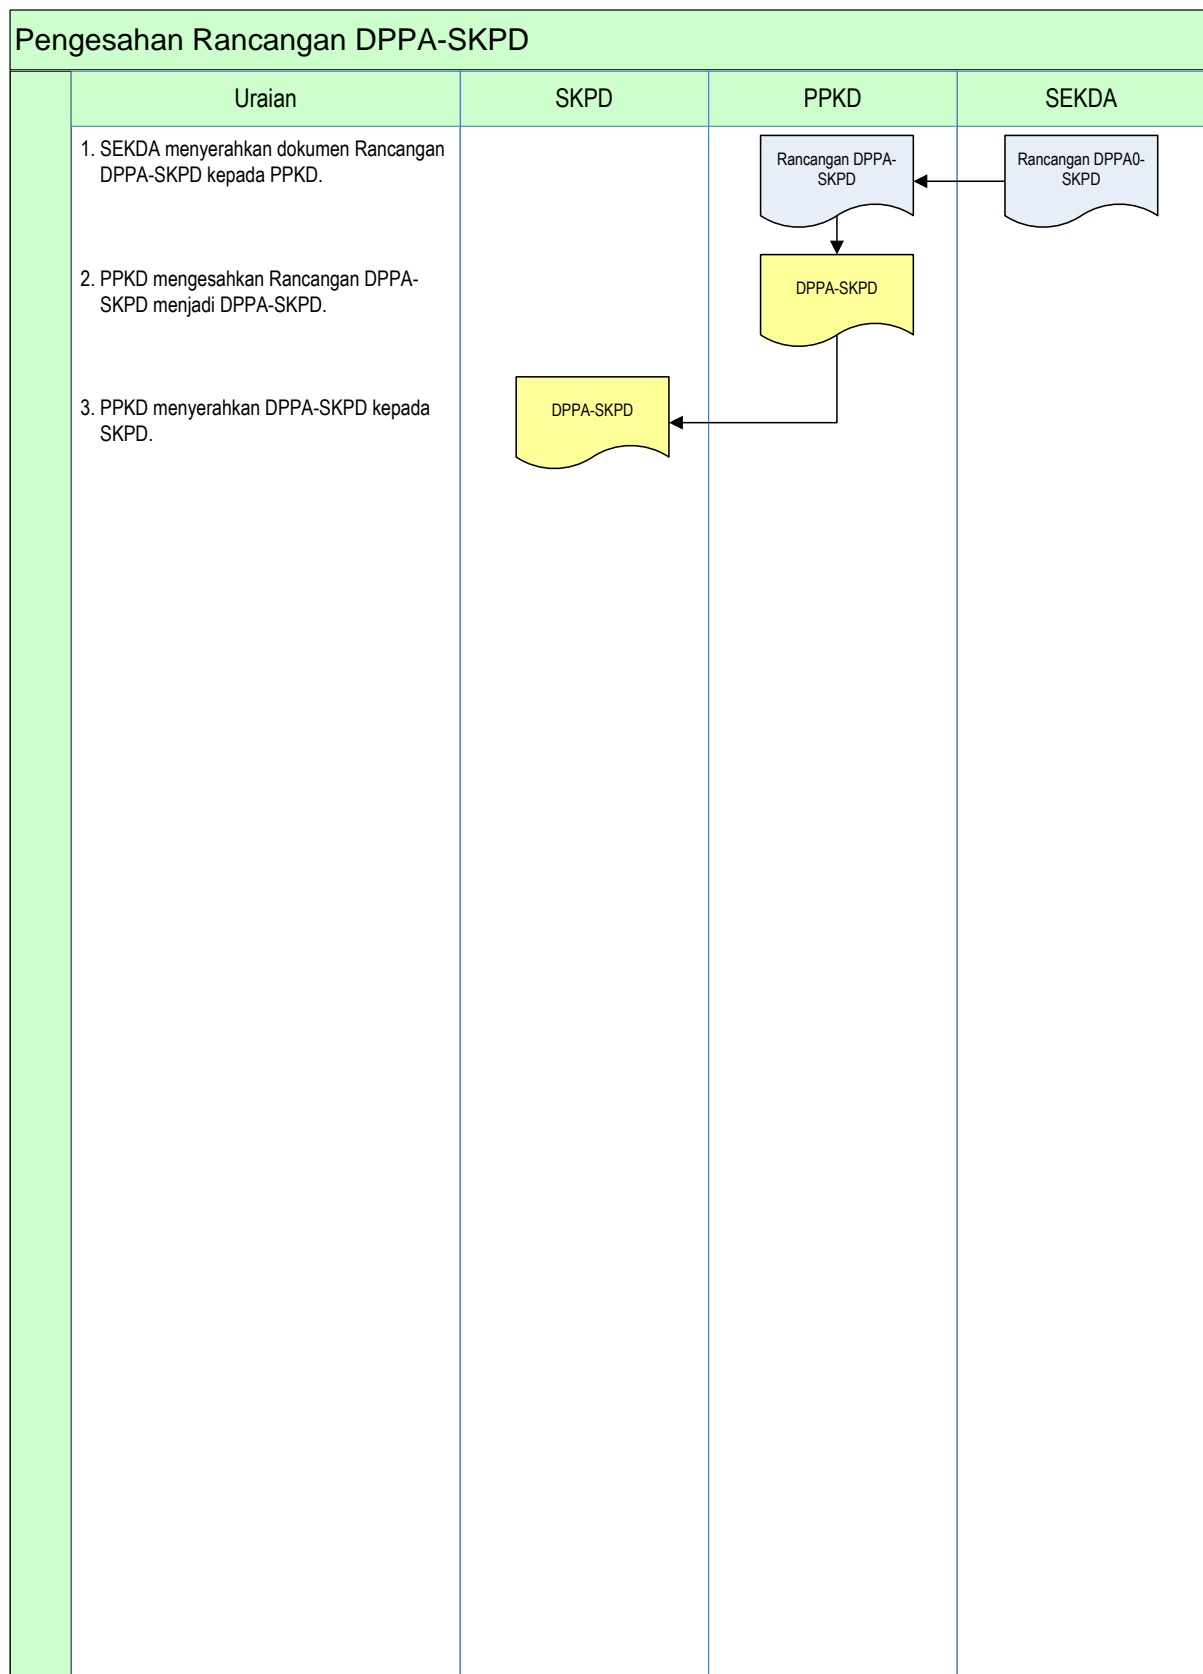 Pengesahan Rancangan DPPA-SKPD
Uraian
SKPD
PPKD
SEKDA
1. SEKDA menyerahkan dokumen Rancangan
DPPA-SKPD kepada PPKD.
Rancangan DPPA-
SKPD
Rancangan DPPA0-
SKPD
2. PPKD mengesahkan Rancangan DPPA-
SKPD menjadi DPPA-SKPD.
DPPA-SKPD
3. PPKD menyerahkan DPPA-SKPD kepada
SKPD.
DPPA-SKPD